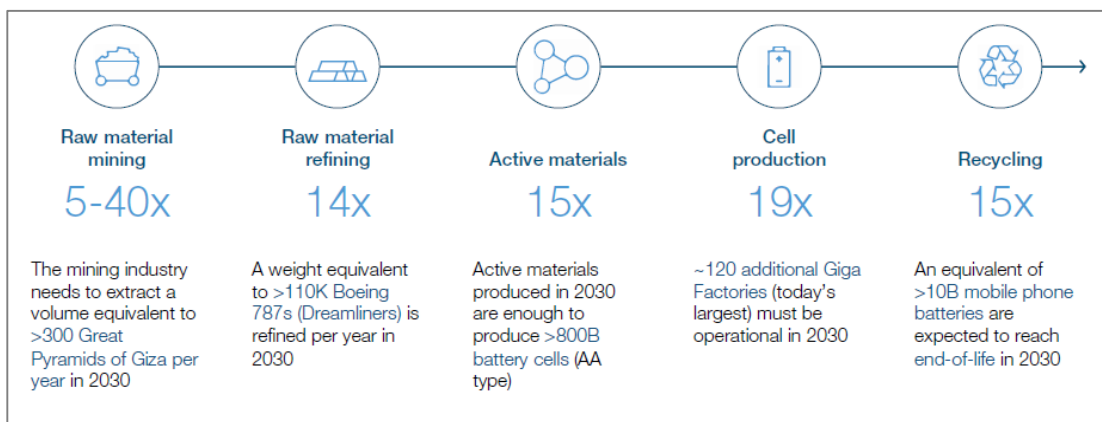 Raw material
mining
5-40x
The mining industry
needs to extract a
volume equivalent to
>300 Great
Pyramids of Giza per
year in 2030
Raw material
refining
14x
A weight equivalent
to >110K Boeing
787s (Dreamliners) is
refined per year in
2030
Active materials
15x
Active materials
produced in 2030
are enough to
produce >800B
battery cells (AA
type)
Cell
production
19x
~120 additional Giga
Factories (today's
largest) must be
operational in 2030
Recycling
15x
An equivalent of
>10B mobile phone
batteries are
expected to reach
end-of-life in 2030